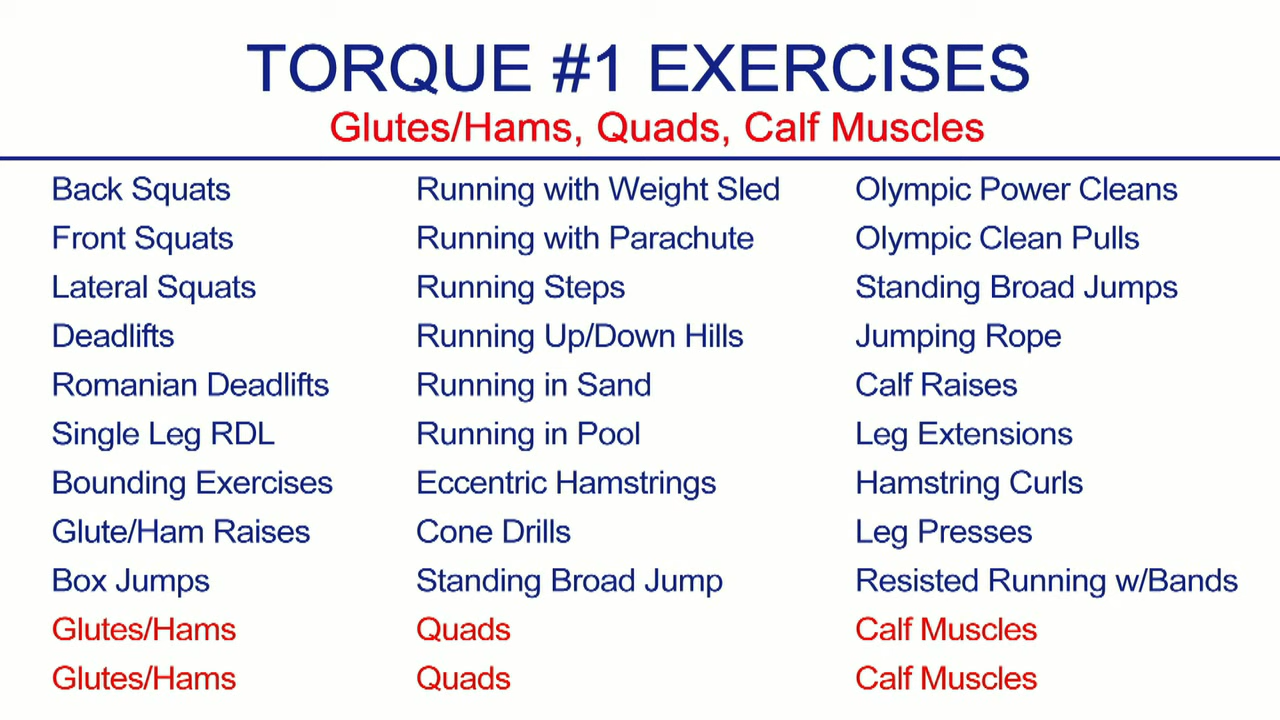 TORQUE #1 EXERCISES
Glutes/Hams, Quads, Calf Muscles
Back Squats
Front Squats
Lateral Squats
Deadlifts
Romanian Deadlifts
Single Leg RDL
Bounding Exercises
Glute/Ham Raises
Box Jumps
Glutes/Hams
Glutes/Hams
Running with Weight Sled
Running with Parachute
Running Steps
Running Up/Down Hills
Running in Sand
Running in Pool
Eccentric Hamstrings
Cone Drills
Standing Broad Jump
Quads
Quads
Olympic Power Cleans
Olympic Clean Pulls
Standing Broad Jumps
Jumping Rope
Calf Raises
Leg Extensions
Hamstring Curls
Leg Presses
Resisted Running w/Bands
Calf Muscles
Calf Muscles